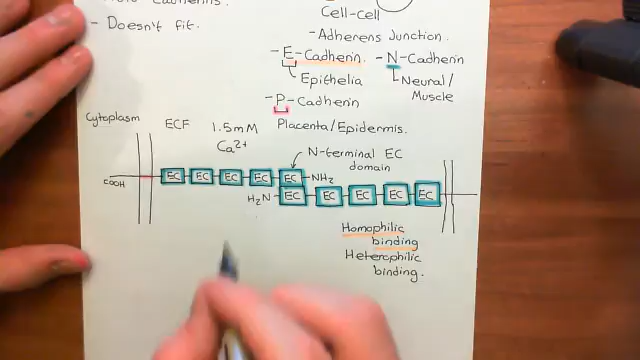 - Doesn't fit.
Cell-cell
- Adherens Junction.
- E-Cadherin
Epithelia
- N-Cadherin
Neural/
Muscle
- P-Cadherin
Placenta/Epidermis.
Cytoplasm
ECF
1.5mM
Ca2+
N-terminal EC
domain
COOH
EC EC EC EC EC -NH2
H2N- EC EC EC EC EC
Homophilic
binding
Heterophilic
binding.